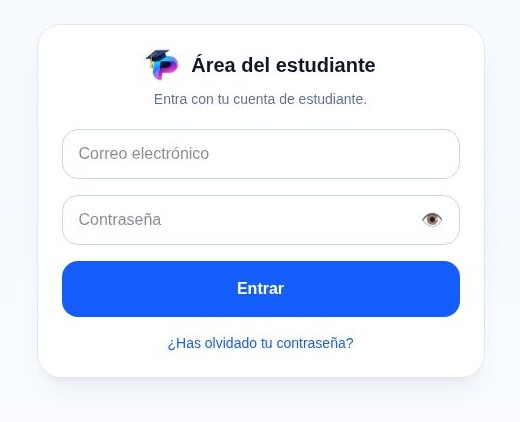 Área del estudiante
Entra con tu cuenta de estudiante.
Correo electrónico
Contraseña
Entrar
¿Has olvidado tu contraseña?